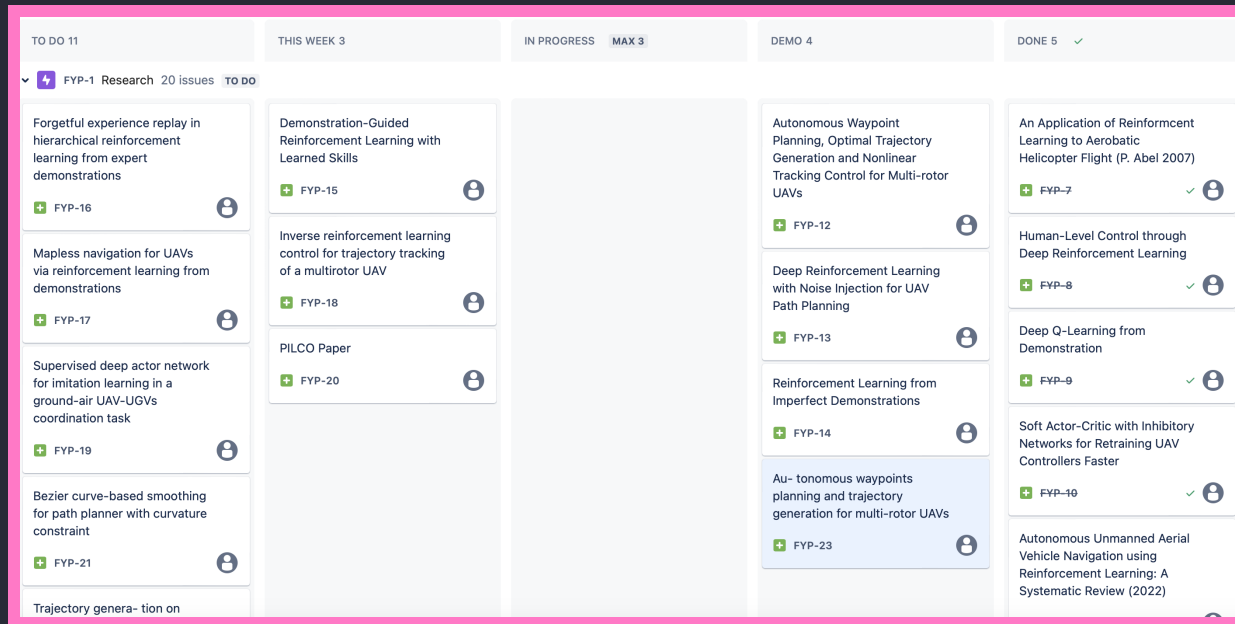 TO DO 11
THIS WEEK 3
IN PROGRESS MAX 3
DEMO 4
DONE 5
FYP-1 Research 20 issues TO DO
Forgetful experience replay in
hierarchical reinforcement
learning from expert
demonstrations
FYP-16
Mapless navigation for UAVs
via reinforcement learning from
demonstrations
FYP-17
Supervised deep actor network
for imitation learning in a
ground-air UAV-UGVs
coordination task
FYP-19
Bezier curve-based smoothing
for path planner with curvature
constraint
FYP-21
Trajectory genera- tion on
Demonstration-Guided
Reinforcement Learning with
Learned Skills
FYP-15
Inverse reinforcement learning
control for trajectory tracking
of a multirotor UAV
FYP-18
PILCO Paper
FYP-20
Autonomous Waypoint
Planning, Optimal Trajectory
Generation and Nonlinear
Tracking Control for Multi-rotor
UAVs
FYP-12
Deep Reinforcement Learning
with Noise Injection for UAV
Path Planning
FYP-13
Reinforcement Learning from
Imperfect Demonstrations
FYP-14
Au- tonomous waypoints
planning and trajectory
generation for multi-rotor UAVs
FYP-23
An Application of Reinformcent
Learning to Aerobatic
Helicopter Flight (P. Abel 2007)
FYP-7
Human-Level Control through
Deep Reinforcement Learning
FYP-8
Deep Q-Learning from
Demonstration
FYP-9
Soft Actor-Critic with Inhibitory
Networks for Retraining UAV
Controllers Faster
FYP-10
Autonomous Unmanned Aerial
Vehicle Navigation using
Reinforcement Learning: A
Systematic Review (2022)